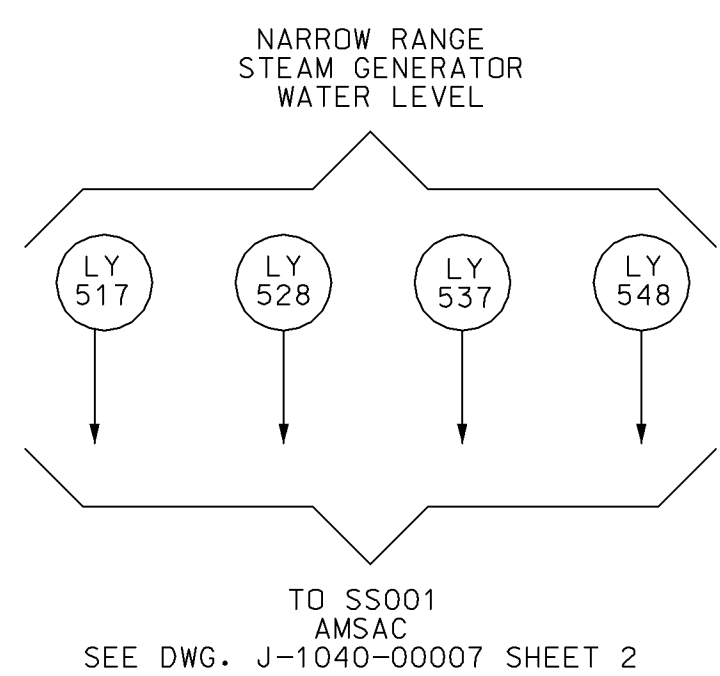 NARROW RANGE
STEAM GENERATOR
WATER LEVEL
LY
517
LY
528
LY
537
LY
548
TO SS001
AMSAC
SEE DWG. J-1040-00007 SHEET 2